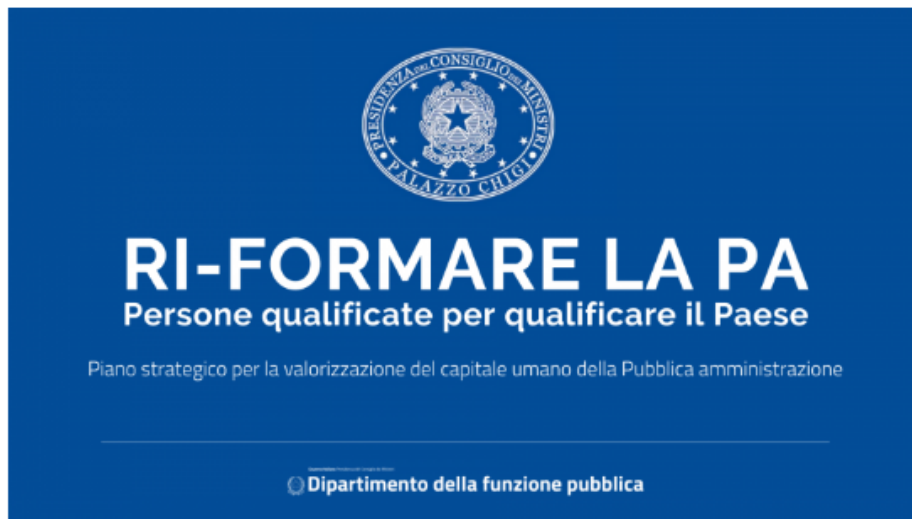 PRESIDENZA DEL CONSIGLIO DEI MINISTRI
PALAZZO CHIGI
RI-FORMARE LA PA
Persone qualificate per qualificare il Paese
Piano strategico per la valorizzazione del capitale umano della Pubblica amministrazione
Dipartimento della funzione pubblica